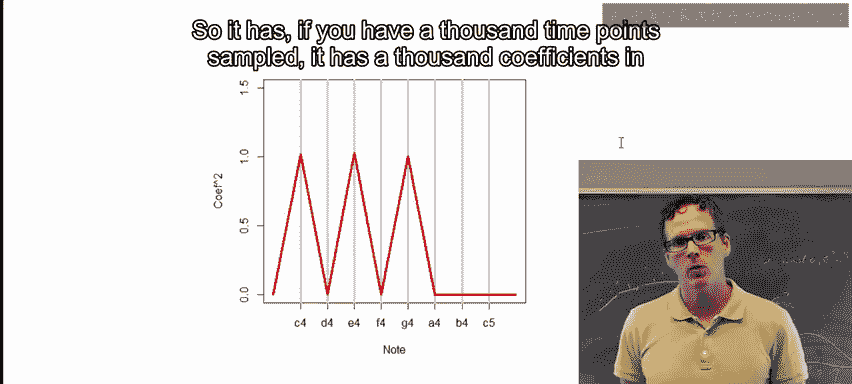 So it has, if you have a thousand time points
sampled, it has a thousand coefficients in
1.5
1.0
0.5
0.0
Coef^2
c4 d4 e4 f4 g4 a4 b4 c5
Note